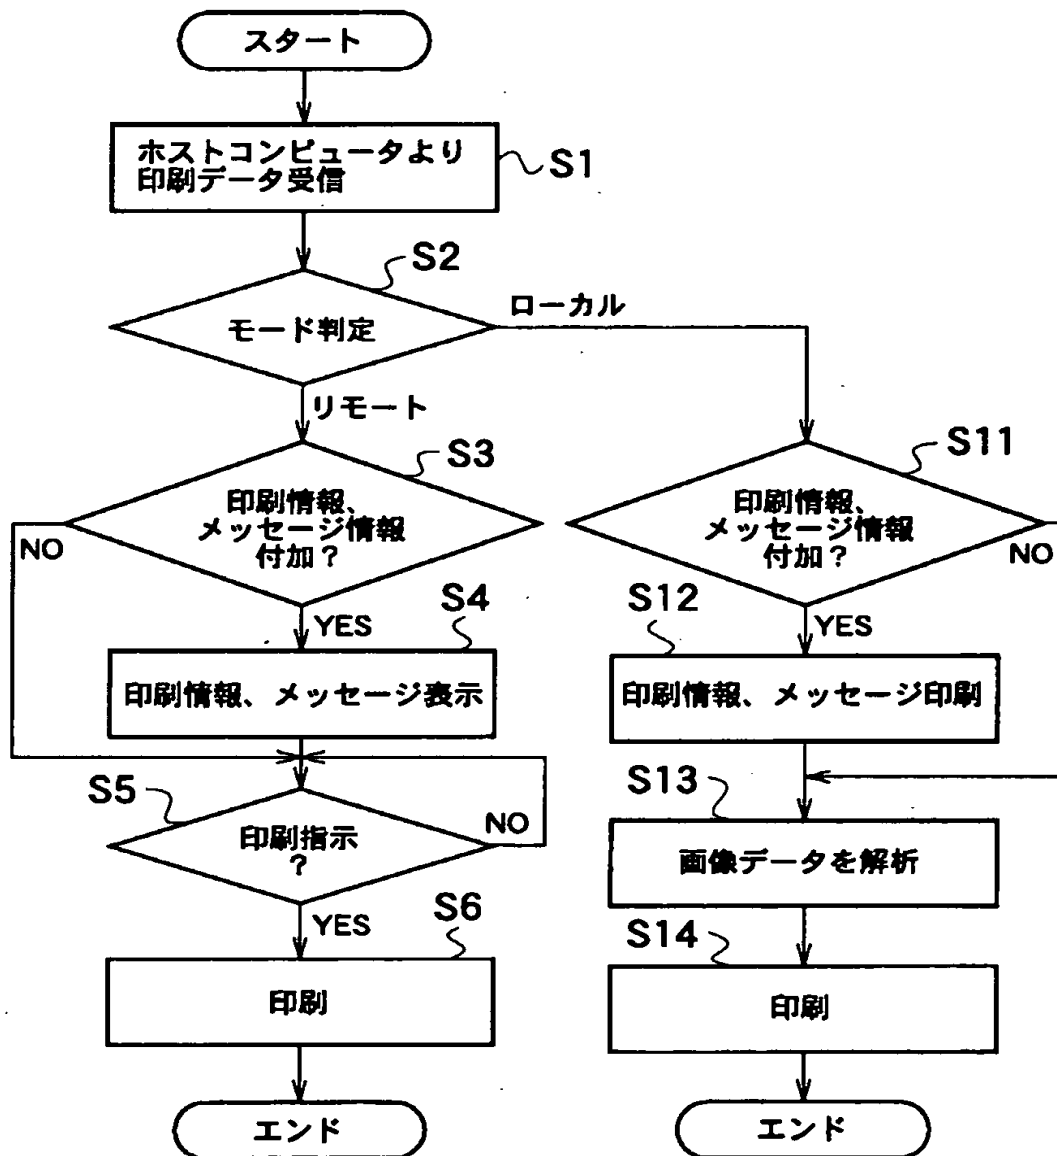 スタート
ホストコンピュータより
印刷データ受信
S1
S2
モード判定
ローカル
リモート
S3
印刷情報、
メッセージ情報
付加？
NO
YES
S4
印刷情報、メッセージ表示
S5
印刷指示
？
NO
YES
S6
印刷
エンド
S11
印刷情報、
メッセージ情報
付加？
NO
YES
S12
印刷情報、メッセージ印刷
S13
画像データを解析
S14
印刷
エンド